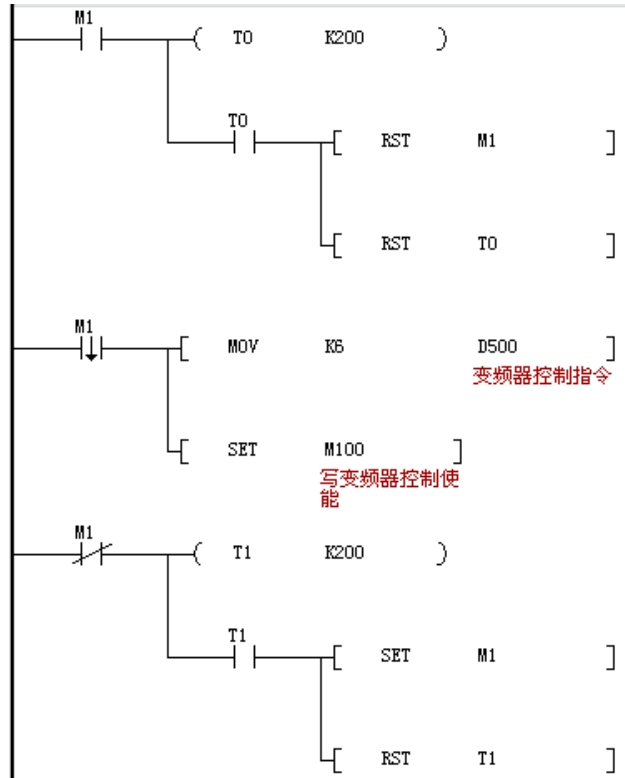 M1
T0 K200
T0
RST M1
RST T0
M1
MOV K6 D500
变频器控制指令
SET M100
写变频器控制使
能
M1
T1 K200
T1
SET M1
RST T1